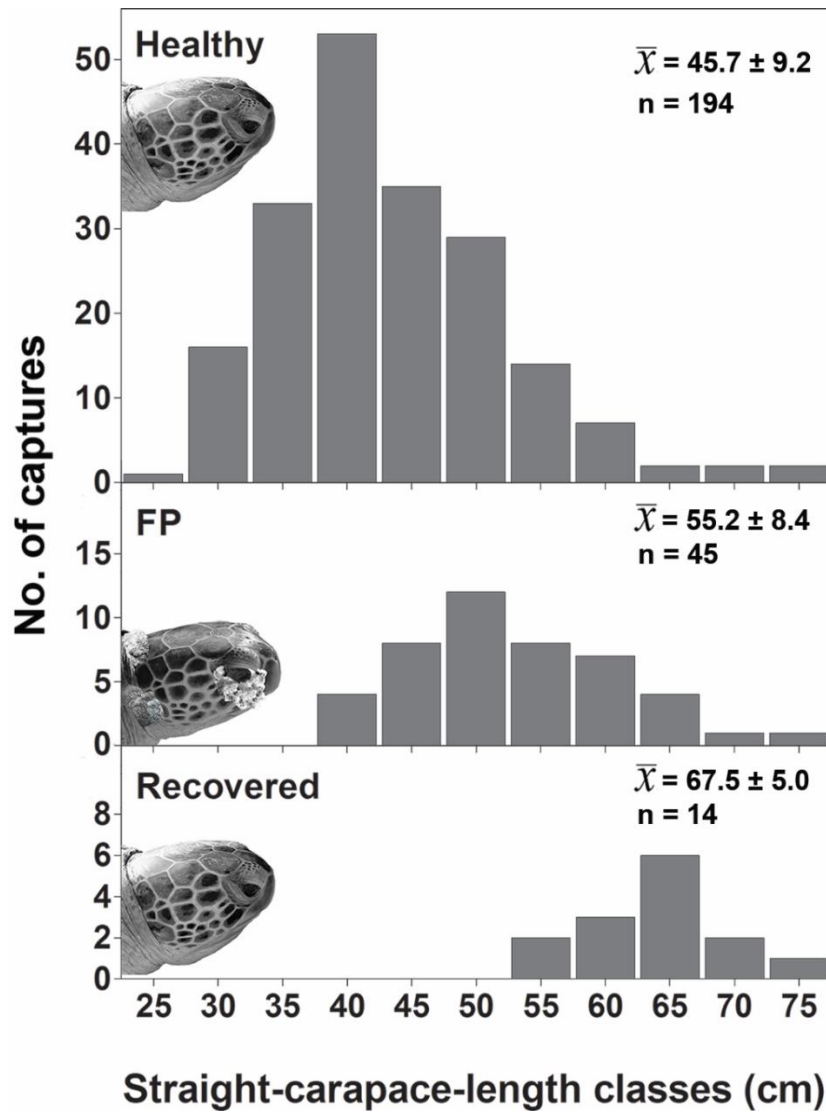 Healthy
x̄ = 45.7 ± 9.2
n = 194
50
40
30
20
10
0
FP
x̄ = 55.2 ± 8.4
n = 45
15
10
5
0
Recovered
x̄ = 67.5 ± 5.0
n = 14
8
6
4
2
0
No. of captures
25 30 35 40 45 50 55 60 65 70 75
Straight-carapace-length classes (cm)